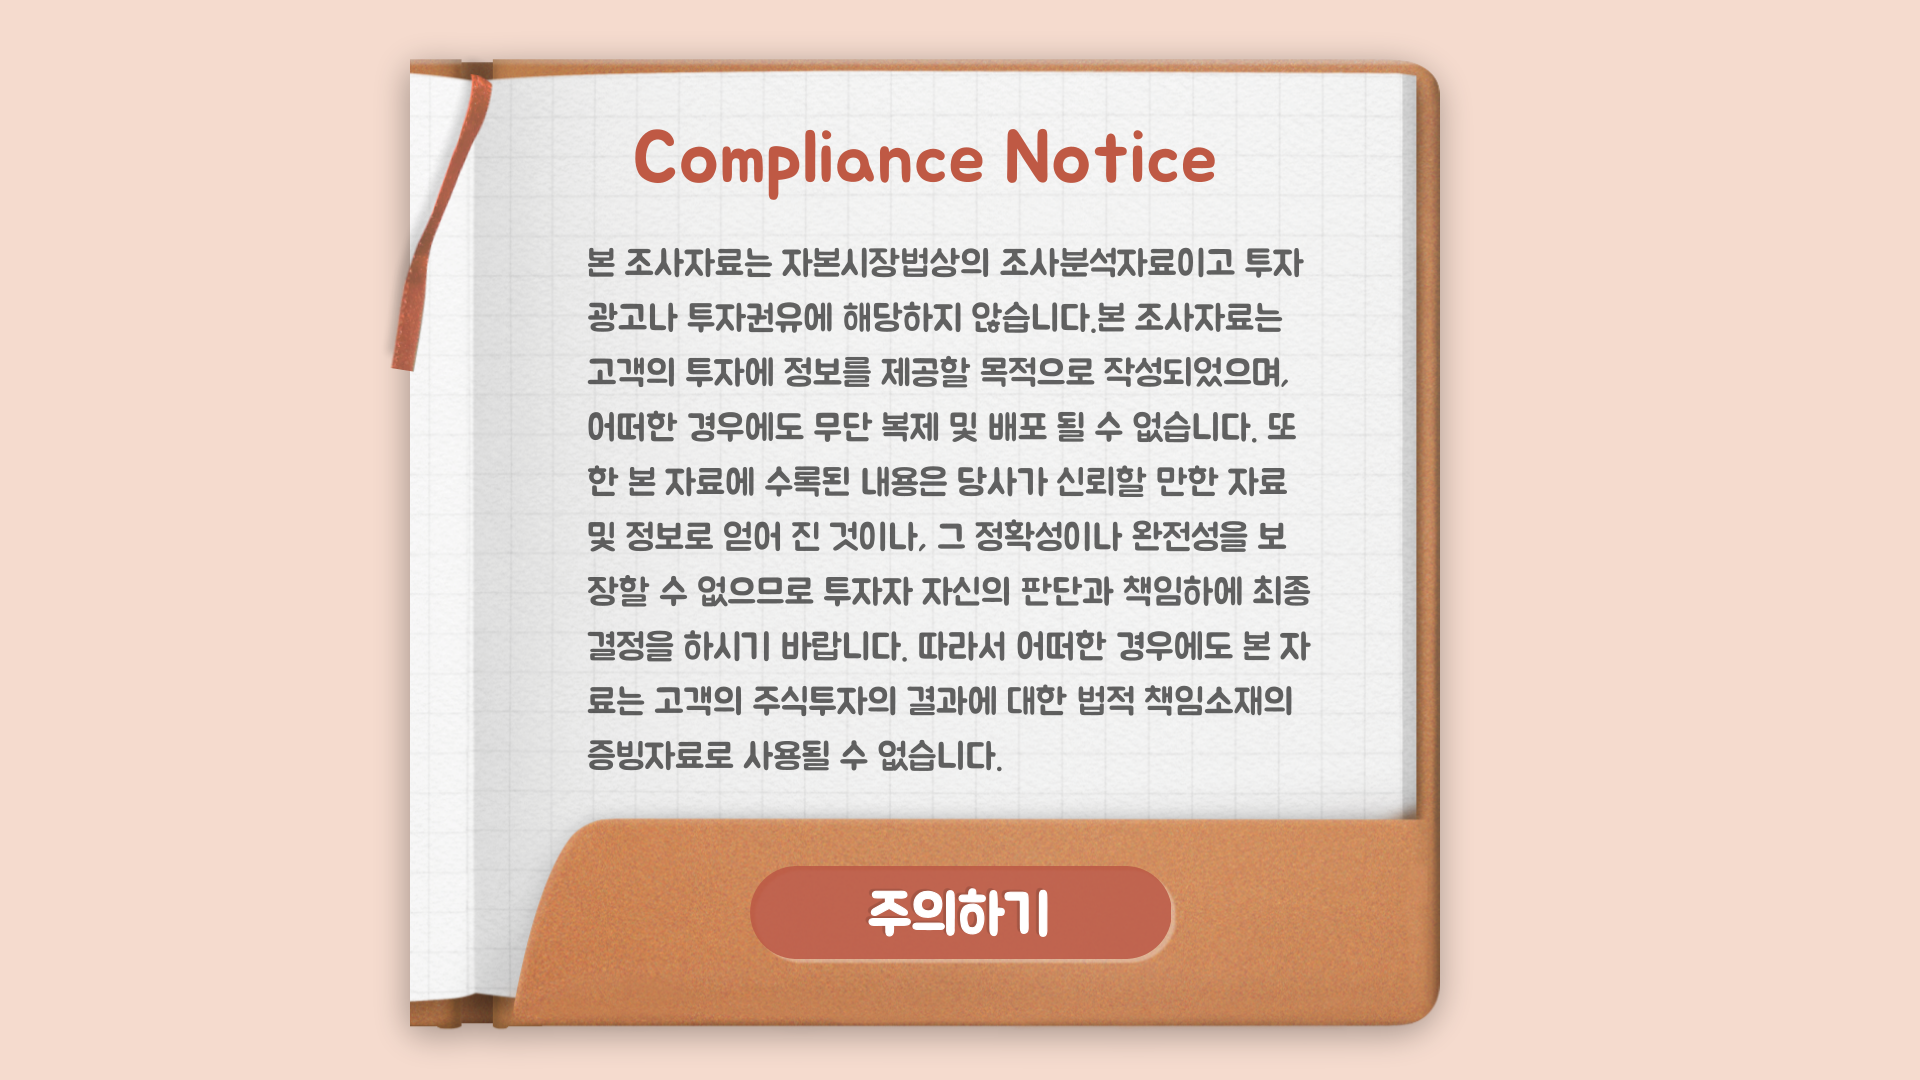 Compliance Notice
본 조사자료는 자본시장법상의 조사분석자료이고 투자
광고나 투자권유에 해당하지 않습니다.본 조사자료는
고객의 투자에 정보를 제공할 목적으로 작성되었으며,
어떠한 경우에도 무단 복제 및 배포 될 수 없습니다. 또
한 본 자료에 수록된 내용은 당사가 신뢰할 만한 자료
및 정보로 얻어 진 것이나, 그 정확성이나 완전성을 보
장할 수 없으므로 투자자 자신의 판단과 책임하에 최종
결정을 하시기 바랍니다. 따라서 어떠한 경우에도 본 자
료는 고객의 주식투자의 결과에 대한 법적 책임소재의
증빙자료로 사용될 수 없습니다.
주의하기